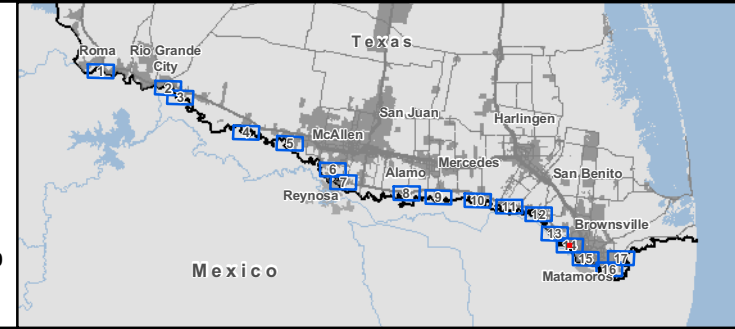 Texas
Roma
Rio Grande
City
1
2
3
San Juan
Harlingen
4
McAllen
5
Mercedes
6
Alamo
San Benito
7
Reynosa
8
9
10
11
12
Brownsville
13
14
15
17
16
Matamoros
Mexico